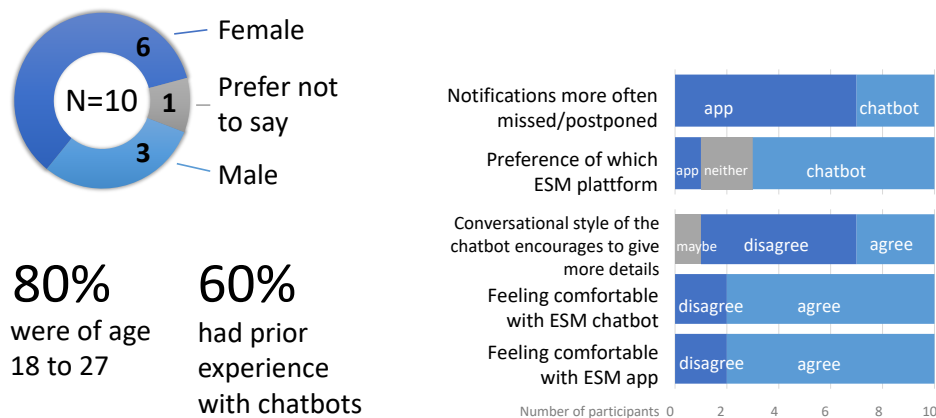 6
Female
N=10
1
Prefer not
to say
3
Male
80%
were of age
18 to 27
60%
had prior
experience
with chatbots
Notifications more often
missed/postponed
app chatbot
Preference of which
ESM plattform
app neither chatbot
Conversational style of the
chatbot encourages to give
more details
maybe disagree agree
Feeling comfortable
with ESM chatbot
disagree agree
Feeling comfortable
with ESM app
disagree agree
Number of participants 0 2 4 6 8 10